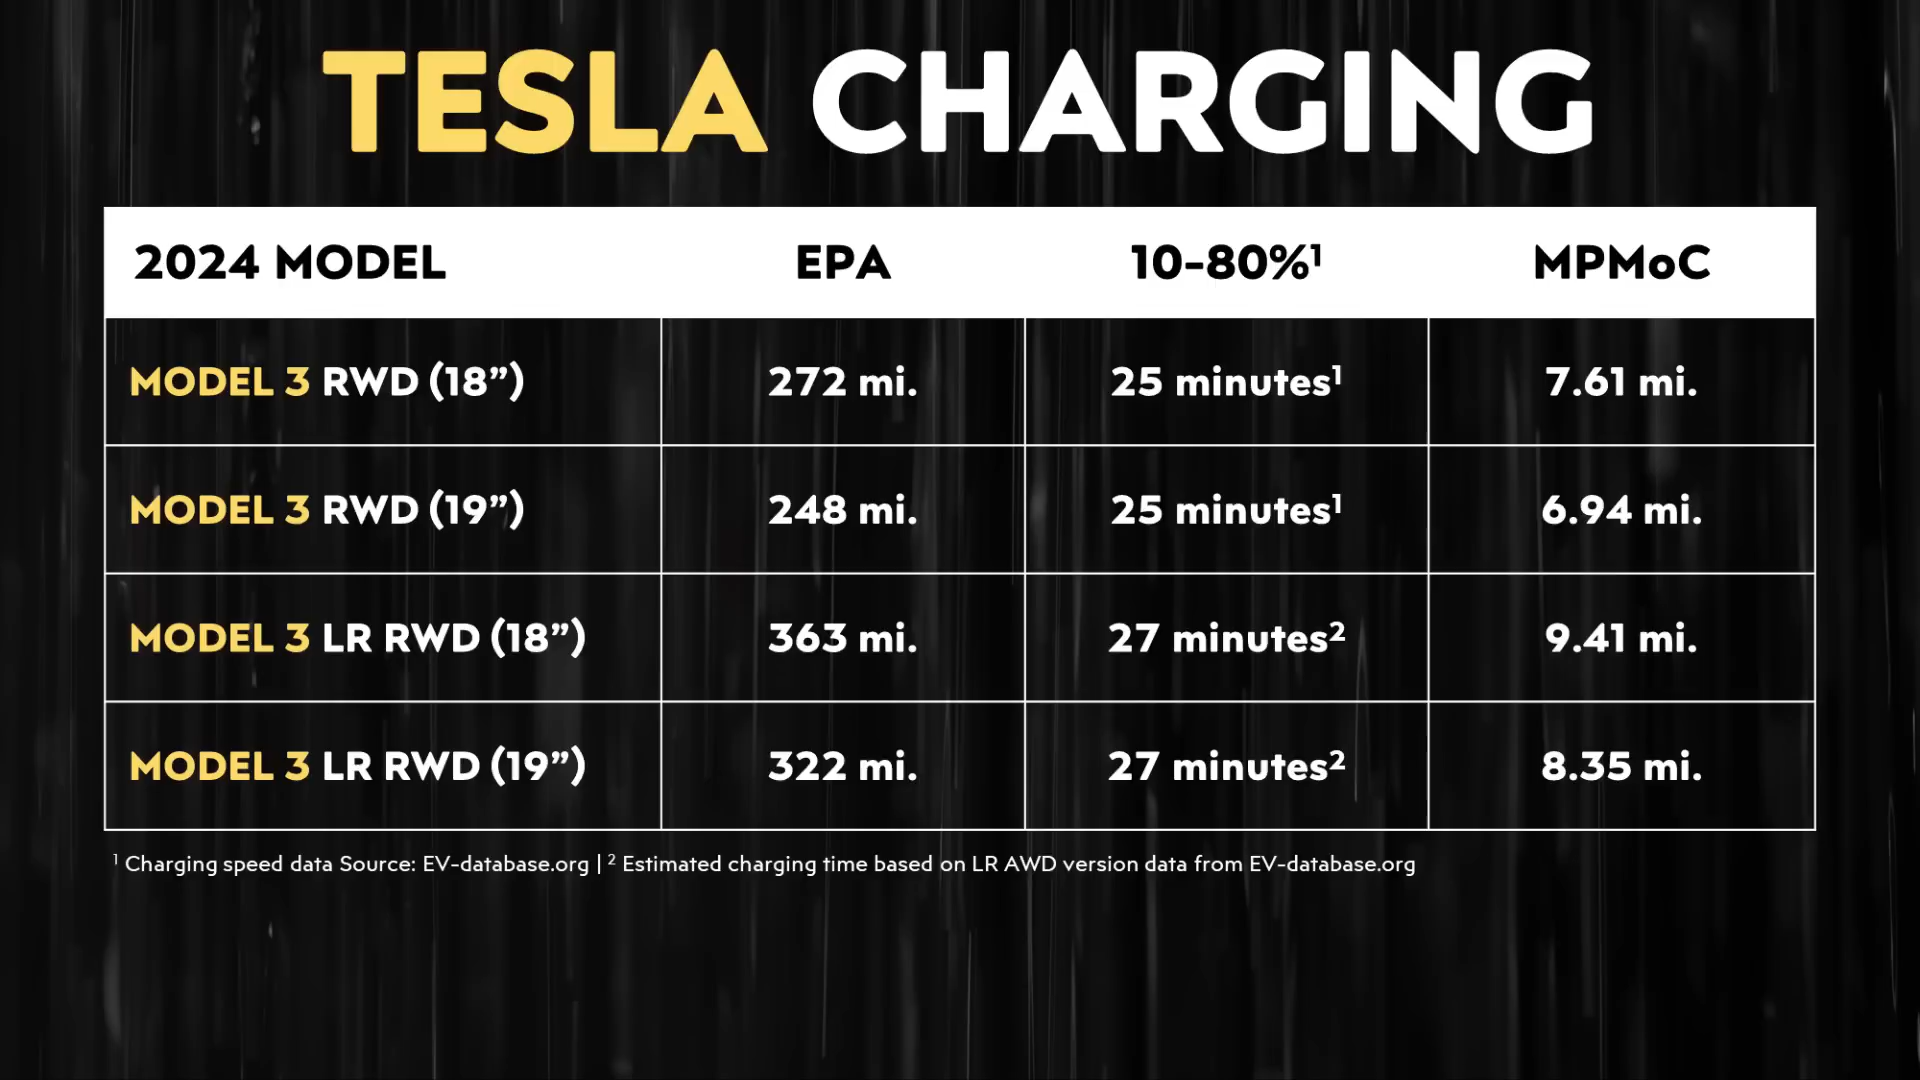 TESLA CHARGING
2024 MODEL EPA 10-80%¹ MPMoC
MODEL 3 RWD (18”) 272 mi. 25 minutes¹ 7.61 mi.
MODEL 3 RWD (19”) 248 mi. 25 minutes¹ 6.94 mi.
MODEL 3 LR RWD (18”) 363 mi. 27 minutes² 9.41 mi.
MODEL 3 LR RWD (19”) 322 mi. 27 minutes² 8.35 mi.
¹ Charging speed data Source: EV-database.org | ² Estimated charging time based on LR AWD version data from EV-database.org